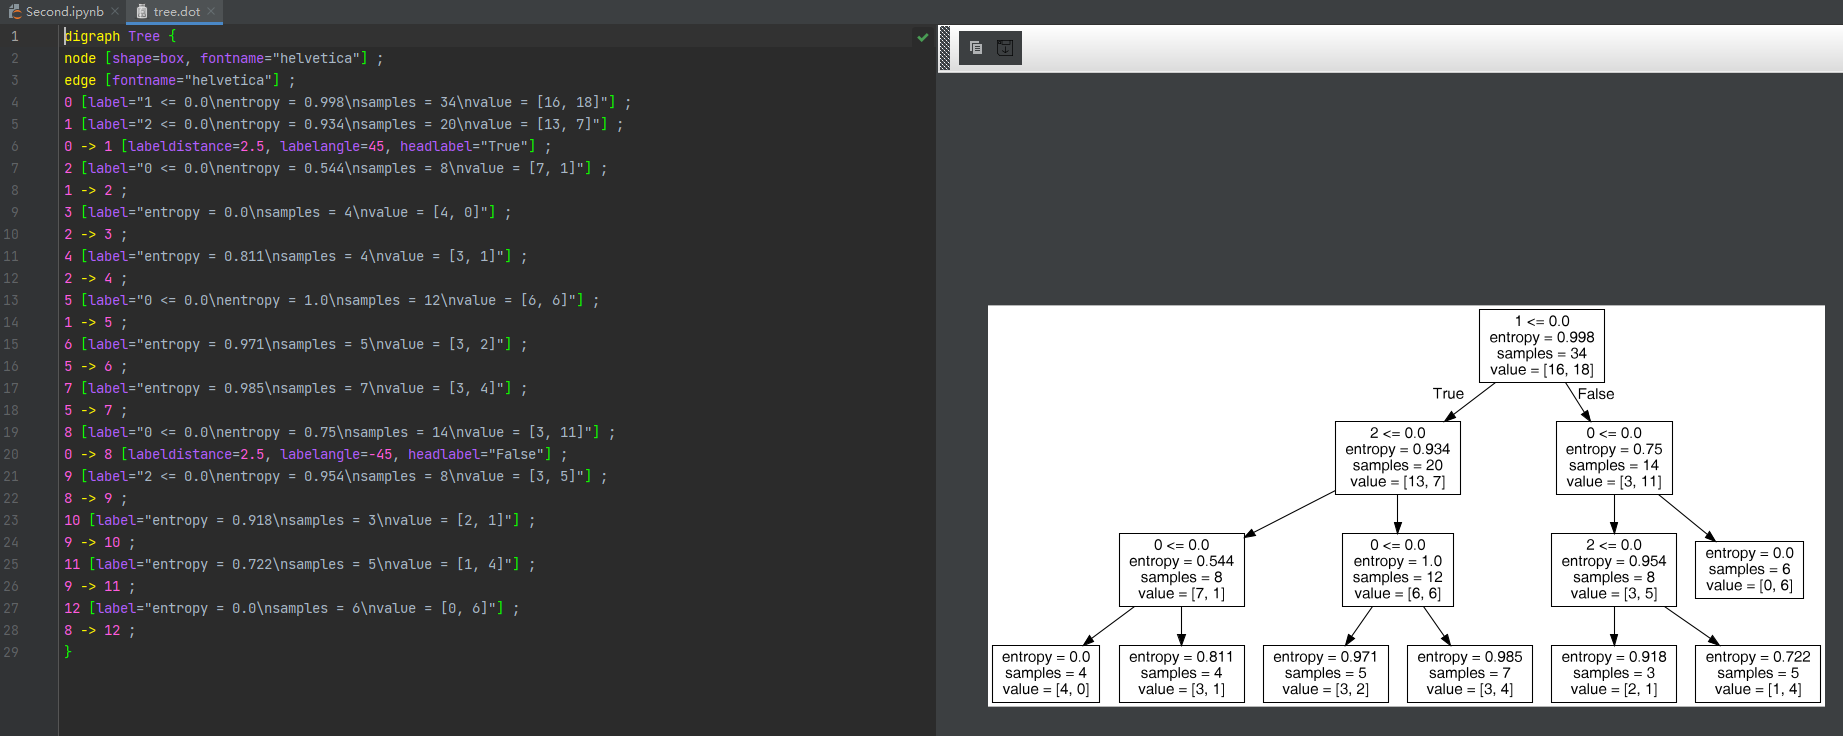 Second.ipynb
tree.dot
1 digraph Tree {
2 node [shape=box, fontname="helvetica"] ;
3 edge [fontname="helvetica"] ;
4 0 [label="1 <= 0.0\nentropy = 0.998\nsamples = 34\nvalue = [16, 18]"] ;
5 1 [label="2 <= 0.0\nentropy = 0.934\nsamples = 20\nvalue = [13, 7]"] ;
6 0 -> 1 [labeldistance=2.5, labelangle=45, headlabel="True"] ;
7 2 [label="0 <= 0.0\nentropy = 0.544\nsamples = 8\nvalue = [7, 1]"] ;
8 1 -> 2 ;
9 3 [label="entropy = 0.0\nsamples = 4\nvalue = [4, 0]"] ;
10 2 -> 3 ;
11 4 [label="entropy = 0.811\nsamples = 4\nvalue = [3, 1]"] ;
12 2 -> 4 ;
13 5 [label="0 <= 0.0\nentropy = 1.0\nsamples = 12\nvalue = [6, 6]"] ;
14 1 -> 5 ;
15 6 [label="entropy = 0.971\nsamples = 5\nvalue = [3, 2]"] ;
16 5 -> 6 ;
17 7 [label="entropy = 0.985\nsamples = 7\nvalue = [3, 4]"] ;
18 5 -> 7 ;
19 8 [label="0 <= 0.0\nentropy = 0.75\nsamples = 14\nvalue = [3, 11]"] ;
20 0 -> 8 [labeldistance=2.5, labelangle=-45, headlabel="False"] ;
21 9 [label="2 <= 0.0\nentropy = 0.954\nsamples = 8\nvalue = [3, 5]"] ;
22 8 -> 9 ;
23 10 [label="entropy = 0.918\nsamples = 3\nvalue = [2, 1]"] ;
24 9 -> 10 ;
25 11 [label="entropy = 0.722\nsamples = 5\nvalue = [1, 4]"] ;
26 9 -> 11 ;
27 12 [label="entropy = 0.0\nsamples = 6\nvalue = [0, 6]"] ;
28 8 -> 12 ;
29 }
1 <= 0.0
entropy = 0.998
samples = 34
value = [16, 18]
True
False
2 <= 0.0
entropy = 0.934
samples = 20
value = [13, 7]
0 <= 0.0
entropy = 0.75
samples = 14
value = [3, 11]
0 <= 0.0
entropy = 0.544
samples = 8
value = [7, 1]
0 <= 0.0
entropy = 1.0
samples = 12
value = [6, 6]
2 <= 0.0
entropy = 0.954
samples = 8
value = [3, 5]
entropy = 0.0
samples = 6
value = [0, 6]
entropy = 0.0
samples = 4
value = [4, 0]
entropy = 0.811
samples = 4
value = [3, 1]
entropy = 0.971
samples = 5
value = [3, 2]
entropy = 0.985
samples = 7
value = [3, 4]
entropy = 0.918
samples = 3
value = [2, 1]
entropy = 0.722
samples = 5
value = [1, 4]